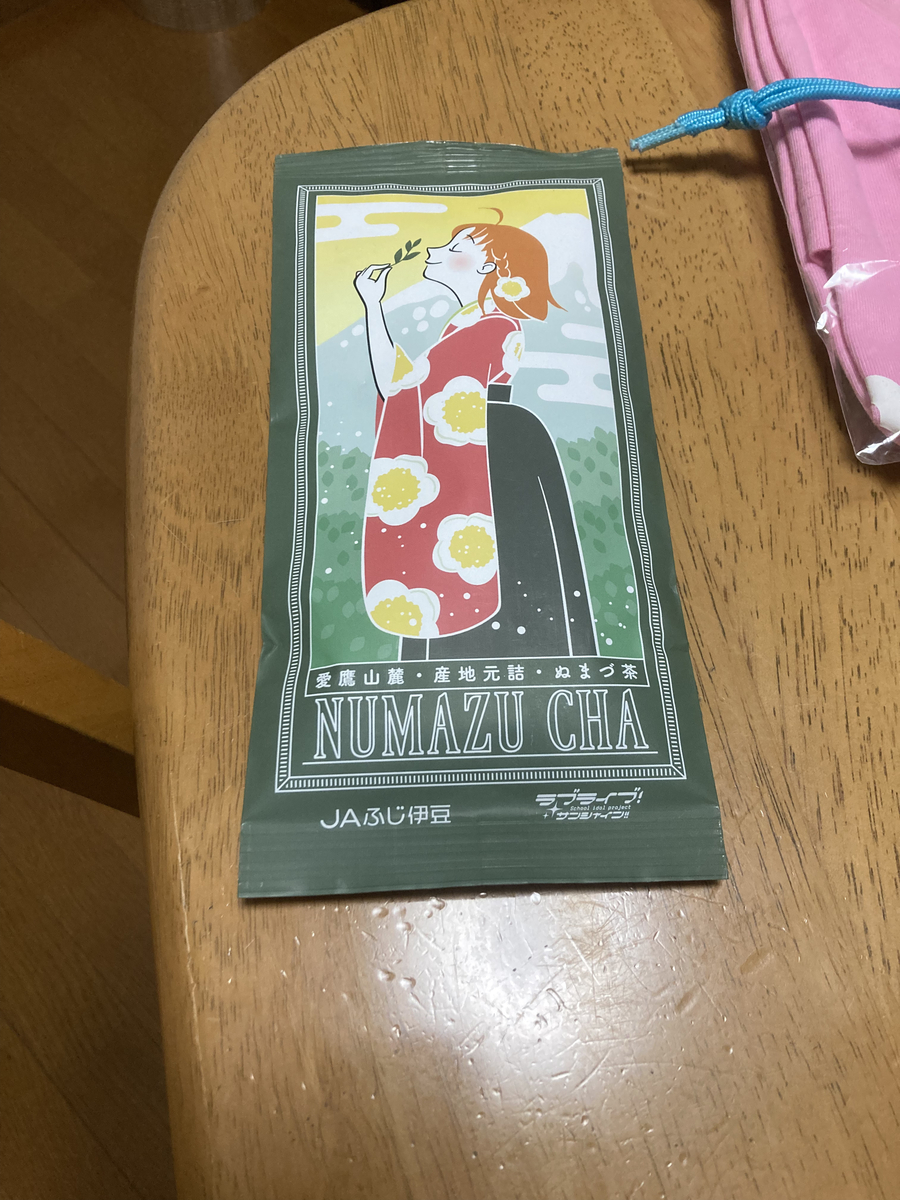 愛鷹山麓・産地元詰・ぬまづ茶
NUMAZU CHA
JAふじ伊豆
ラブライブ!
School idol project
サンシャイン!!